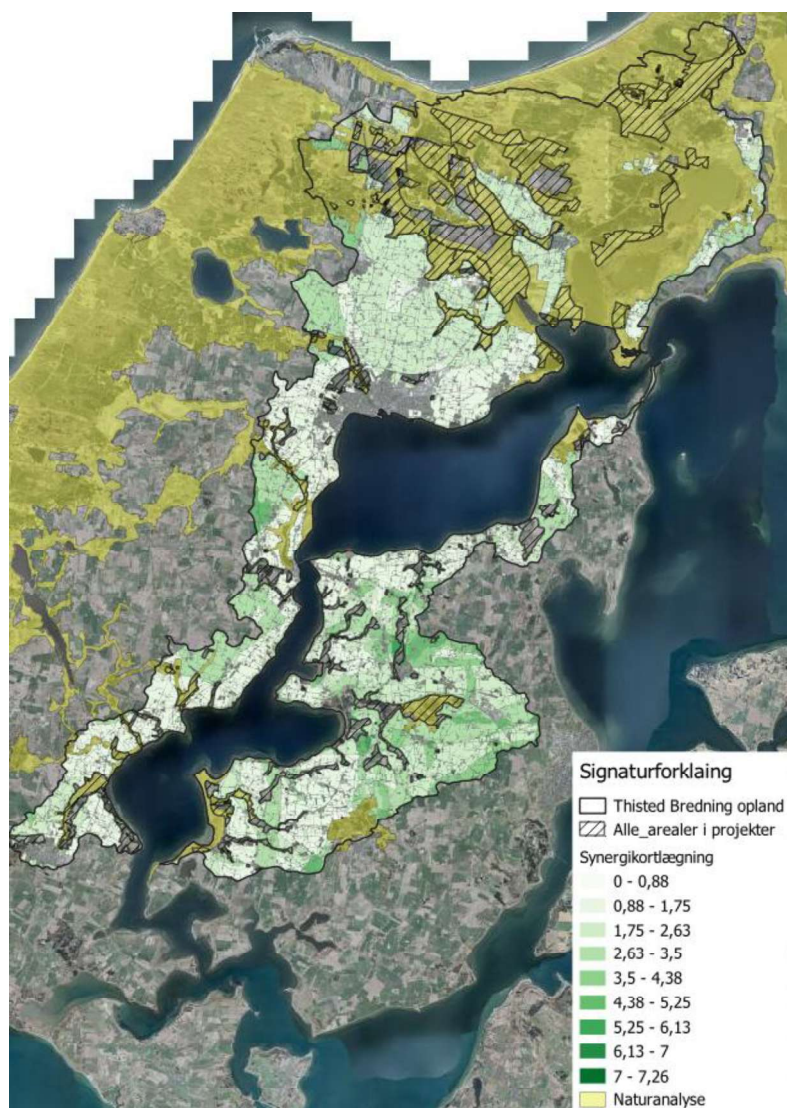 Signaturforklaing
Thisted Bredning opland
Alle_arealer i projekter
Synergikortlægning
0 - 0,88
0,88 - 1,75
1,75 - 2,63
2,63 - 3,5
3,5 - 4,38
4,38 - 5,25
5,25 - 6,13
6,13 - 7
7 - 7,26
Naturanalyse